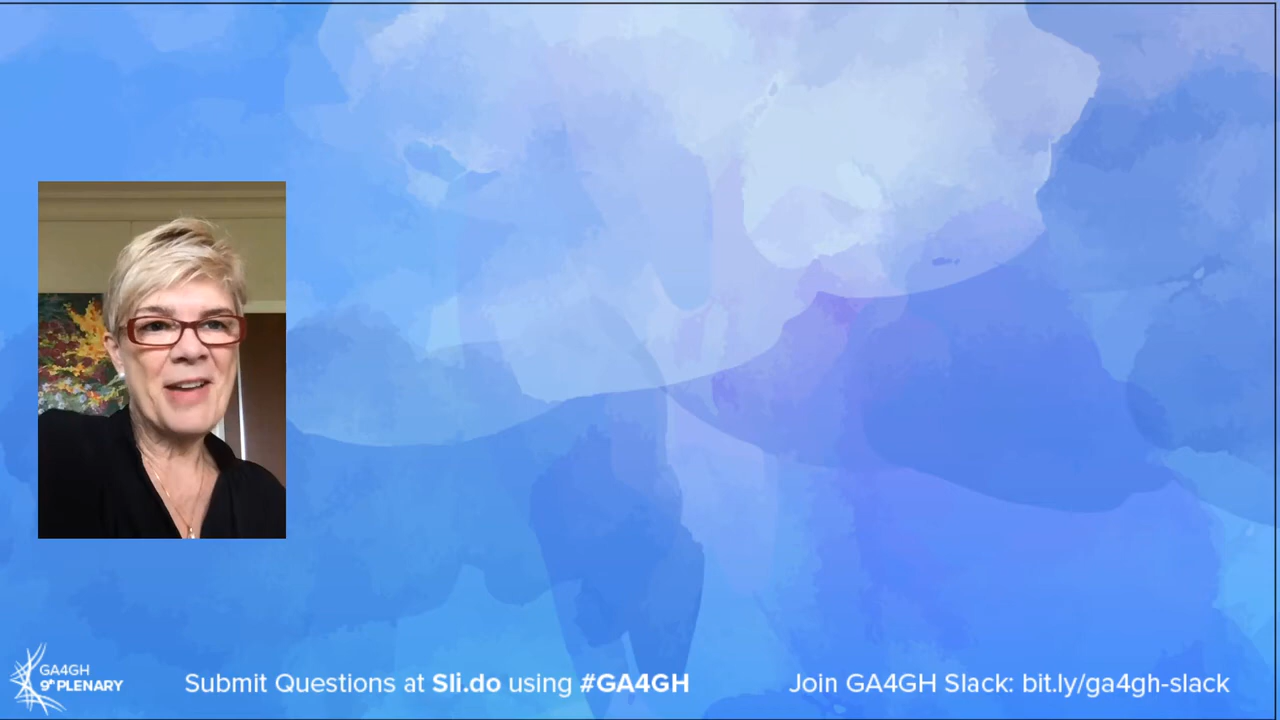 GA4GH
9th PLENARY
Submit Questions at Sli.do using #GA4GH
Join GA4GH Slack: bit.ly/ga4gh-slack